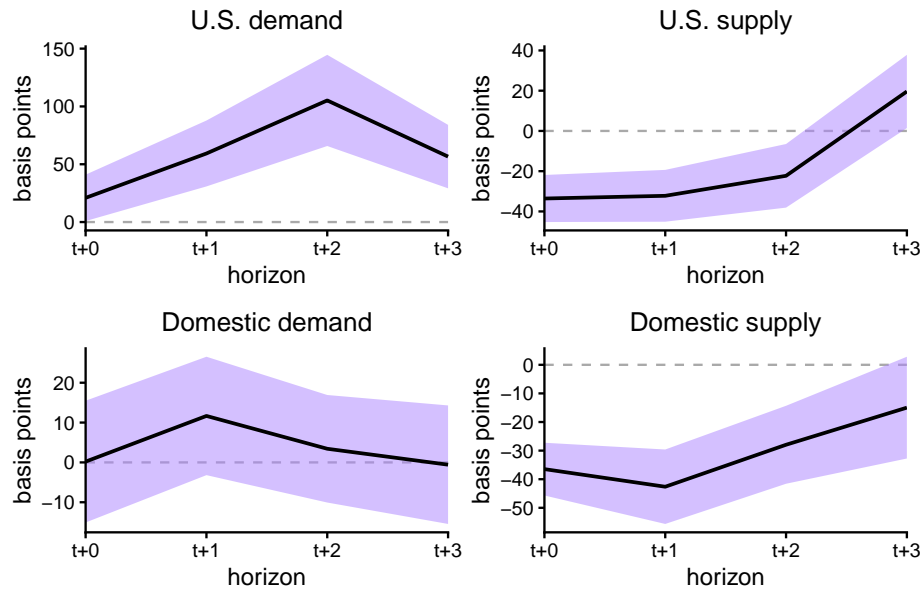 U.S. demand
basis points
150
100
50
0
t+0 t+1 t+2 t+3
horizon
U.S. supply
basis points
40
20
0
−20
−40
t+0 t+1 t+2 t+3
horizon
Domestic demand
basis points
20
10
0
−10
t+0 t+1 t+2 t+3
horizon
Domestic supply
basis points
0
−10
−20
−30
−40
−50
t+0 t+1 t+2 t+3
horizon